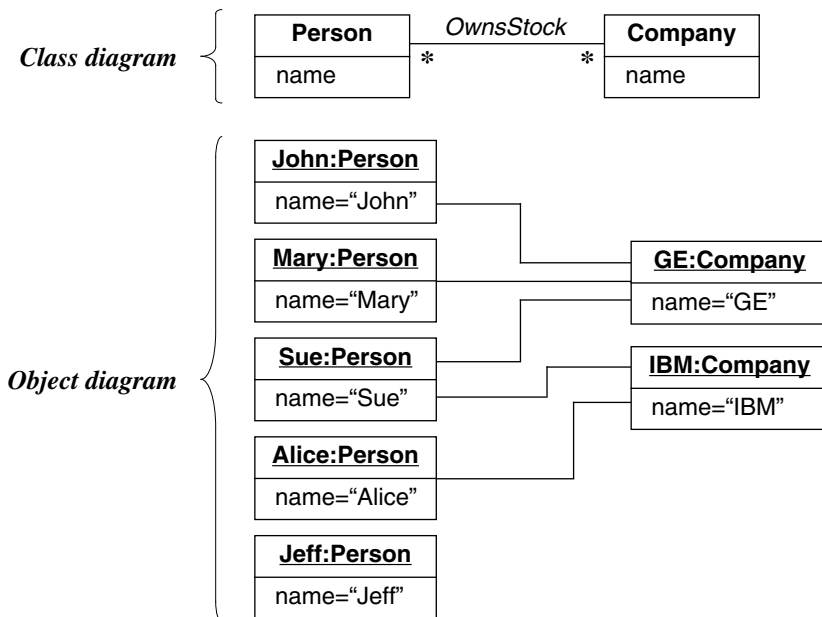 Class diagram
Person
name
OwnsStock
*
*
Company
name
Object diagram
John:Person
name=“John”
Mary:Person
name=“Mary”
Sue:Person
name=“Sue”
Alice:Person
name=“Alice”
Jeff:Person
name=“Jeff”
GE:Company
name=“GE”
IBM:Company
name=“IBM”